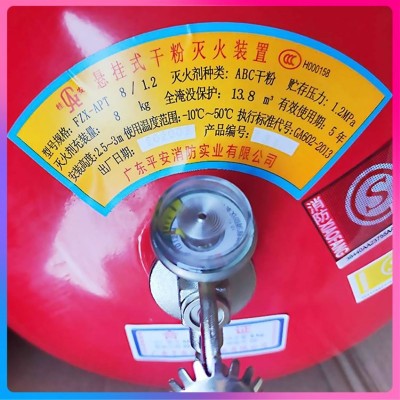 悬挂式干粉灭火装置
H000158
型号规格: FZX-APT 8/1.2 灭火剂种类: ABC干粉 贮存压力: 1.2MPa
灭火剂充装量: 8 kg 全淹没保护: 13.8 m³ 有效使用期: 5 年
安装高度: 2.5~3m 使用温度范围: -10℃~50℃ 执行标准代号: GA602-2013
出厂日期: 产品编号:
广东平安消防实业有限公司
XIAOFANG